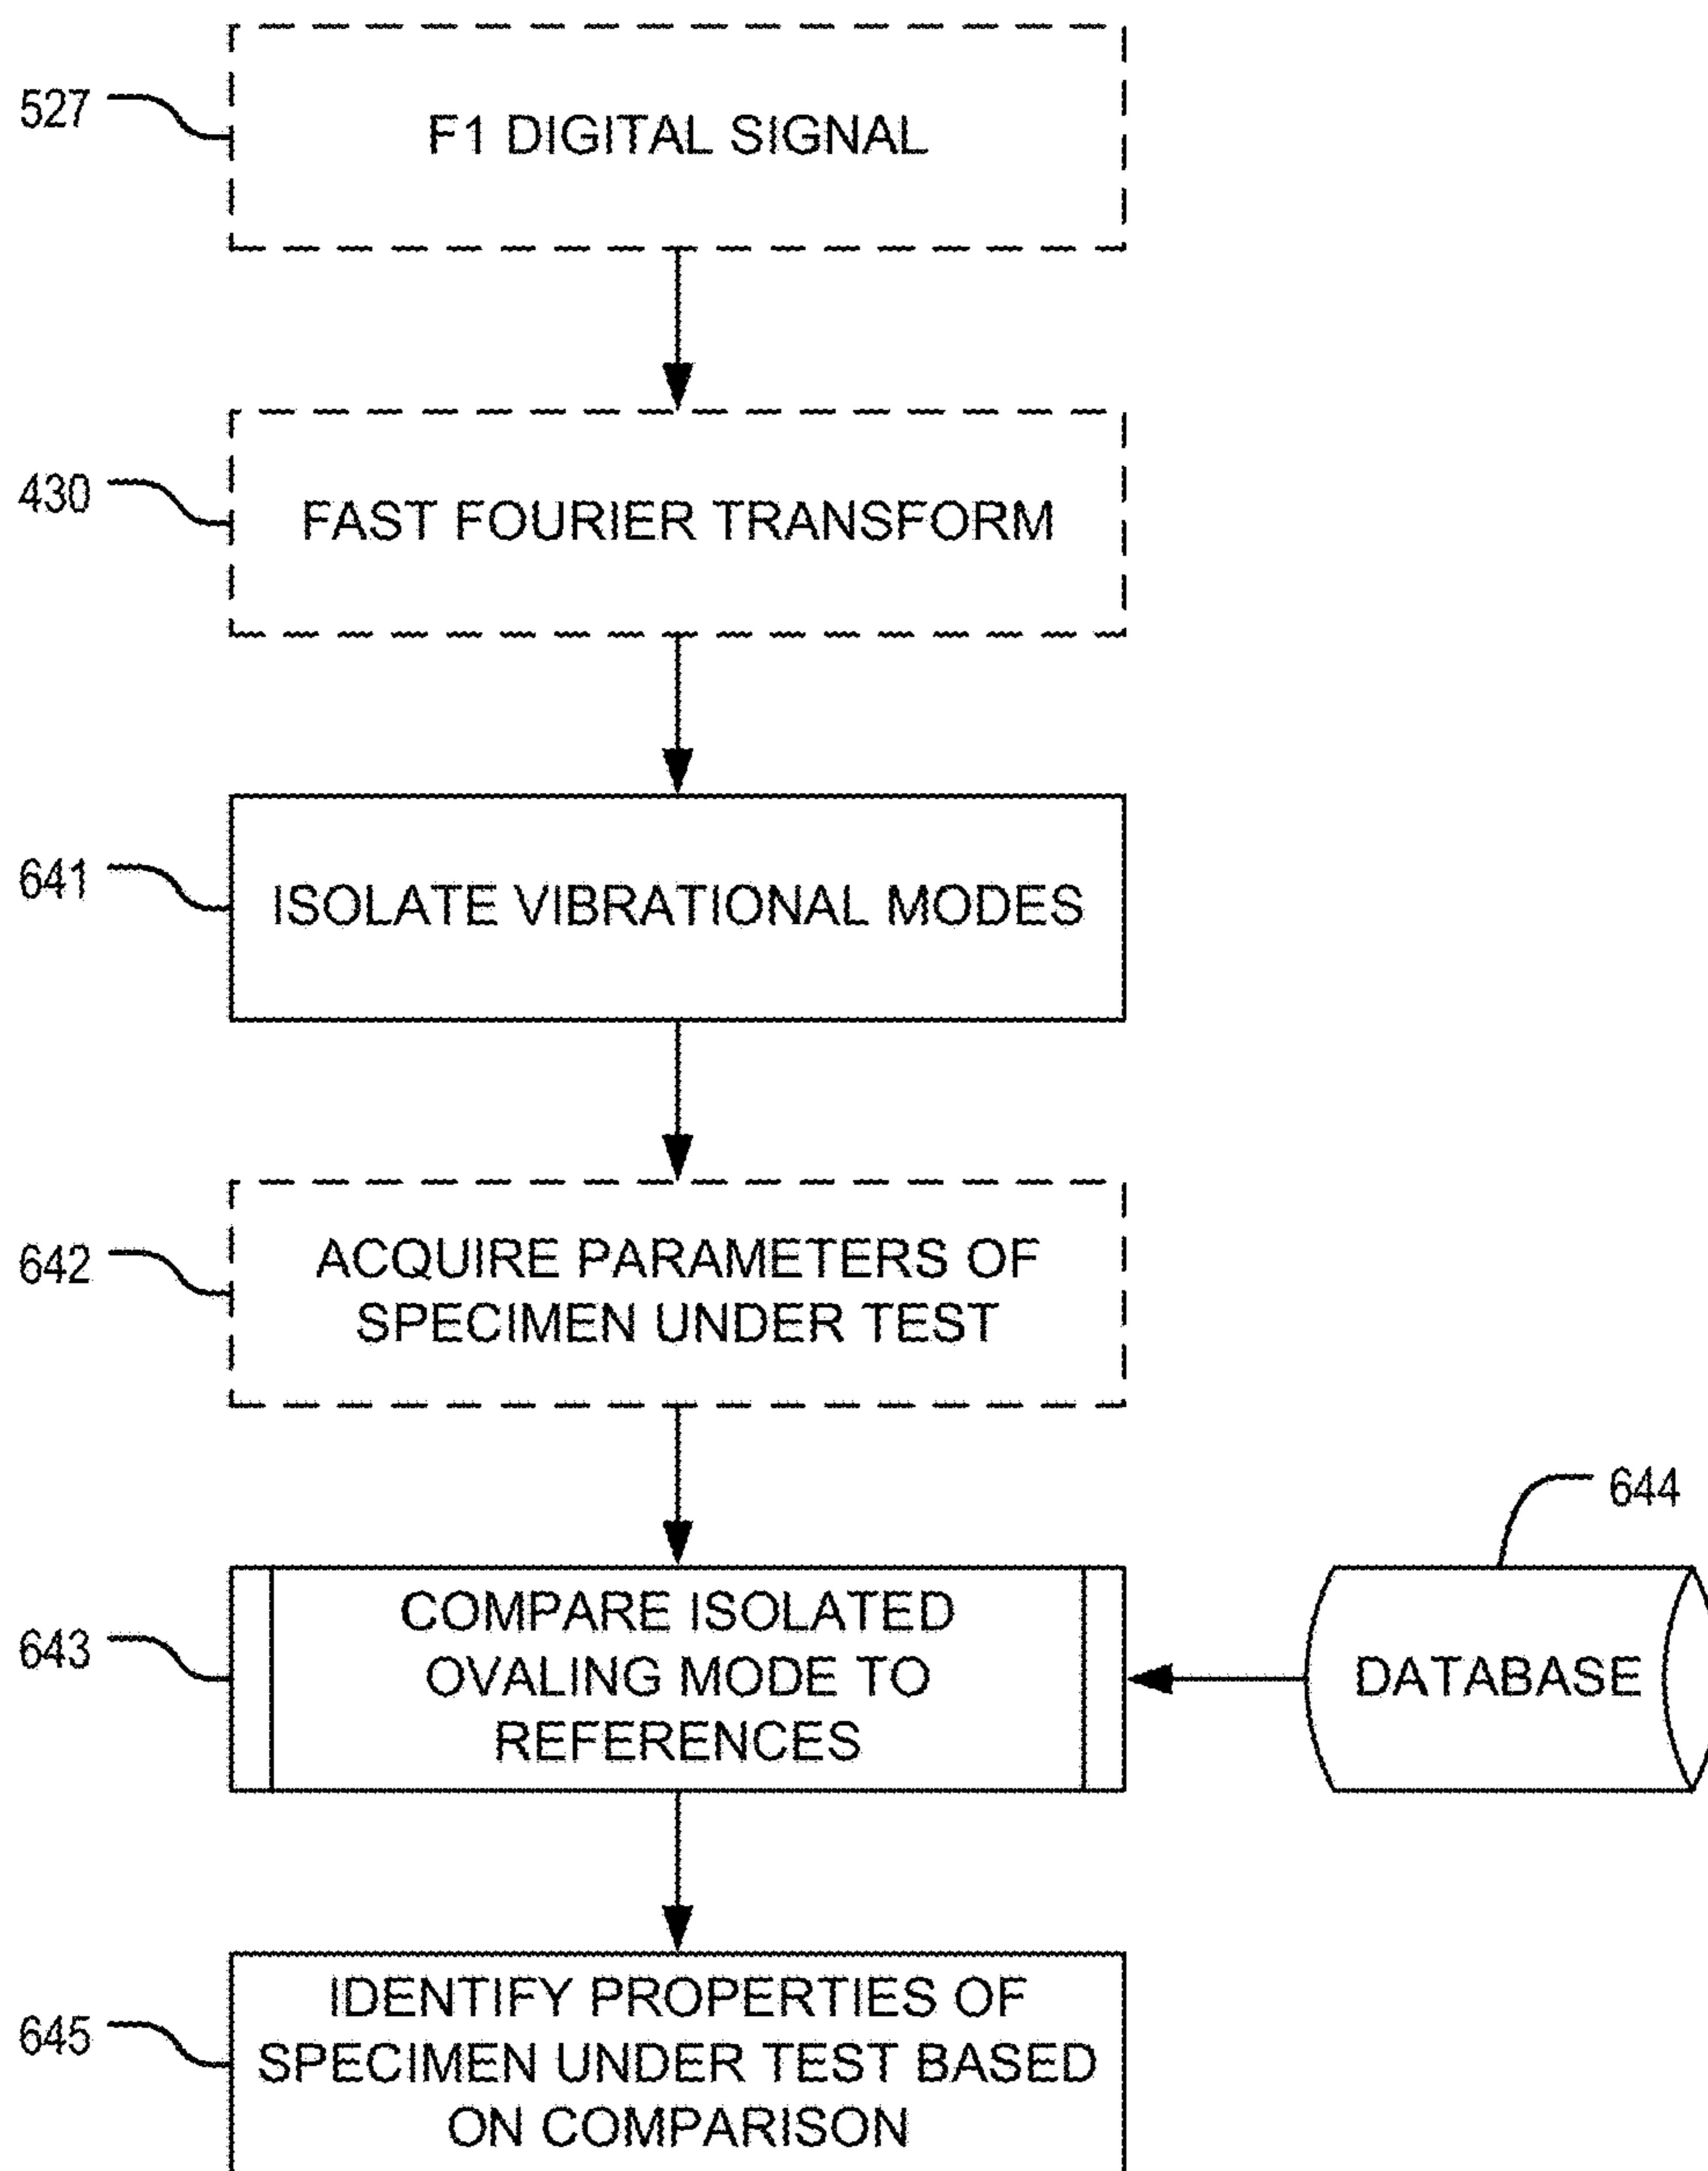 527
F1 DIGITAL SIGNAL
430
FAST FOURIER TRANSFORM
641
ISOLATE VIBRATIONAL MODES
642
ACQUIRE PARAMETERS OF
SPECIMEN UNDER TEST
644
643
COMPARE ISOLATED
OVALING MODE TO
REFERENCES
DATABASE
645
IDENTIFY PROPERTIES OF
SPECIMEN UNDER TEST BASED
ON COMPARISON